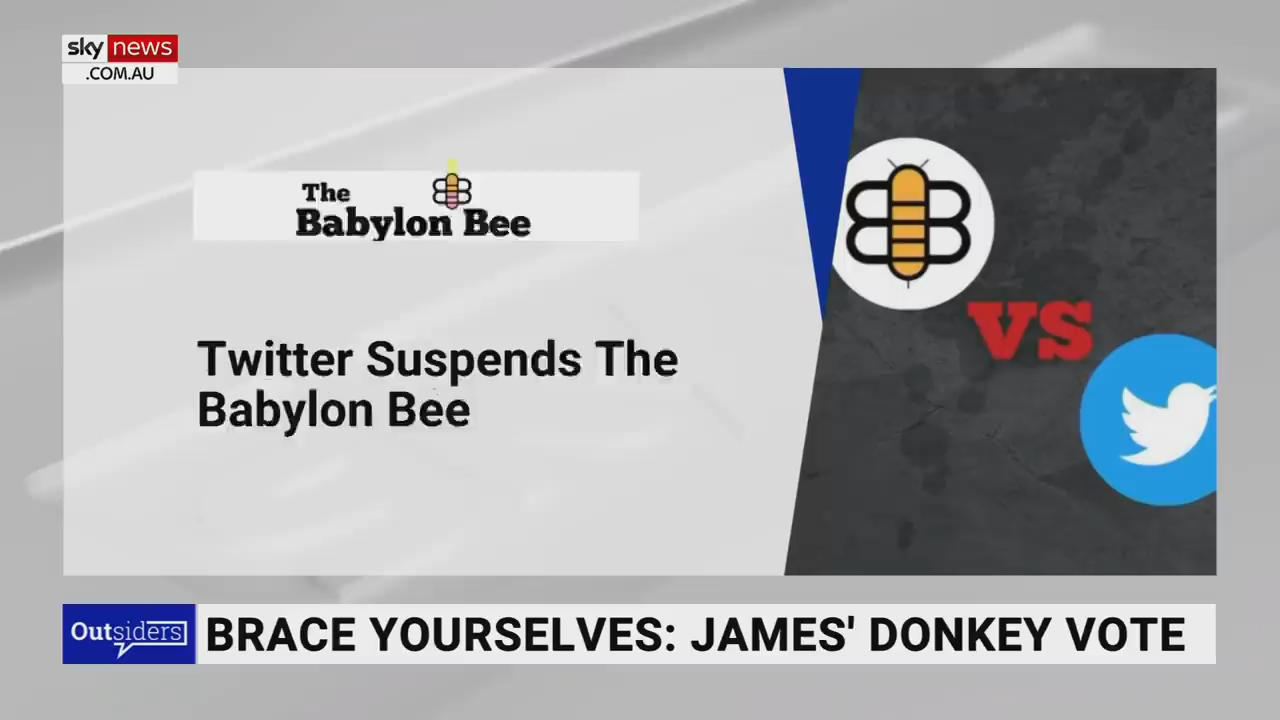 sky news
.COM.AU
The
Babylon Bee
Twitter Suspends The
Babylon Bee
VS
Outsiders
BRACE YOURSELVES: JAMES' DONKEY VOTE